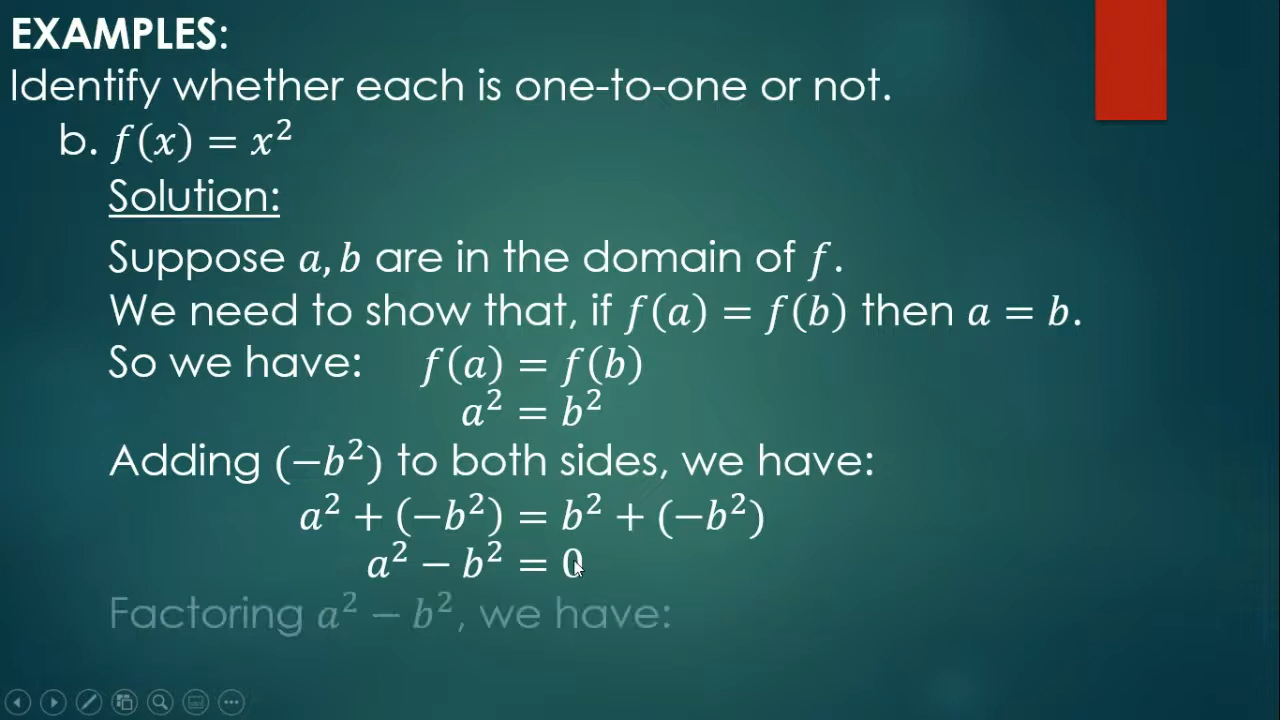 EXAMPLES:
Identify whether each is one-to-one or not.
b. f(x) = x²
Solution:
Suppose a, b are in the domain of f.
We need to show that, if f(a) = f(b) then a = b.
So we have: f(a) = f(b)
a² = b²
Adding (−b²) to both sides, we have:
a² + (−b²) = b² + (−b²)
a² − b² = 0
Factoring a² − b², we have: